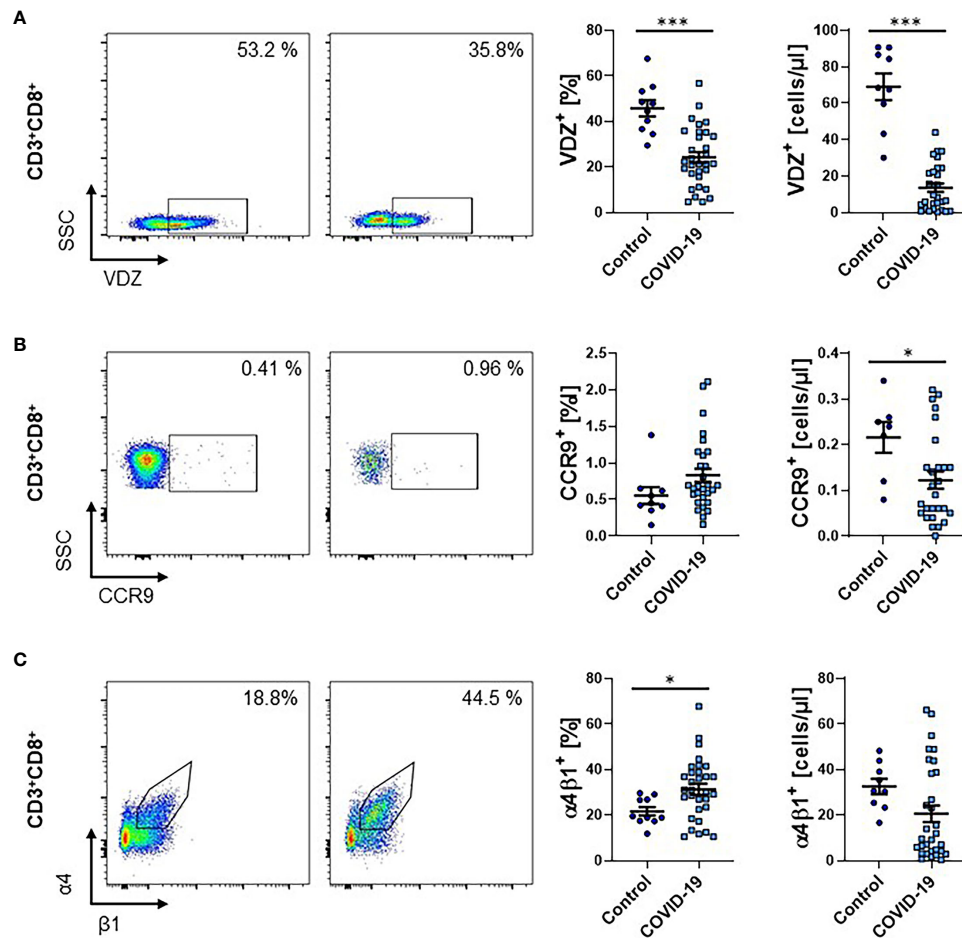 A
CD3+CD8+
SSC
VDZ
53.2 %
35.8%
VDZ+ [%]
80
60
40
20
0
***
Control
COVID-19
VDZ+ [cells/µl]
100
80
60
40
20
0
***
Control
COVID-19
B
CD3+CD8+
SSC
CCR9
0.41 %
0.96 %
CCR9+ [%]
2.5
2.0
1.5
1.0
0.5
0.0
Control
COVID-19
CCR9+ [cells/µl]
0.4
0.3
0.2
0.1
0.0
*
Control
COVID-19
C
CD3+CD8+
α4
β1
18.8%
44.5 %
α4β1+ [%]
80
60
40
20
0
*
Control
COVID-19
α4β1+ [cells/µl]
80
60
40
20
0
Control
COVID-19